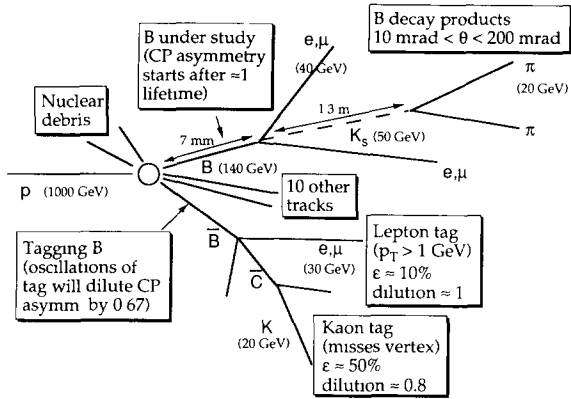 B under study
(CP asymmetry
starts after ≈1
lifetime)
e,μ
(40 GeV)
B decay products
10 mrad < θ < 200 mrad
π
(20 GeV)
Nuclear
debris
7 mm
1 3 m
K_s (50 GeV)
π
B (140 GeV)
e,μ
p (1000 GeV)
10 other
tracks
Tagging B
(oscillations of
tag will dilute CP
asymm by 0 67)
B̅
e,μ
(30 GeV)
C̅
Lepton tag
(p_T > 1 GeV)
ε ≈ 10%
dilution ≈ 1
K
(20 GeV)
Kaon tag
(misses vertex)
ε ≈ 50%
dilution ≈ 0.8